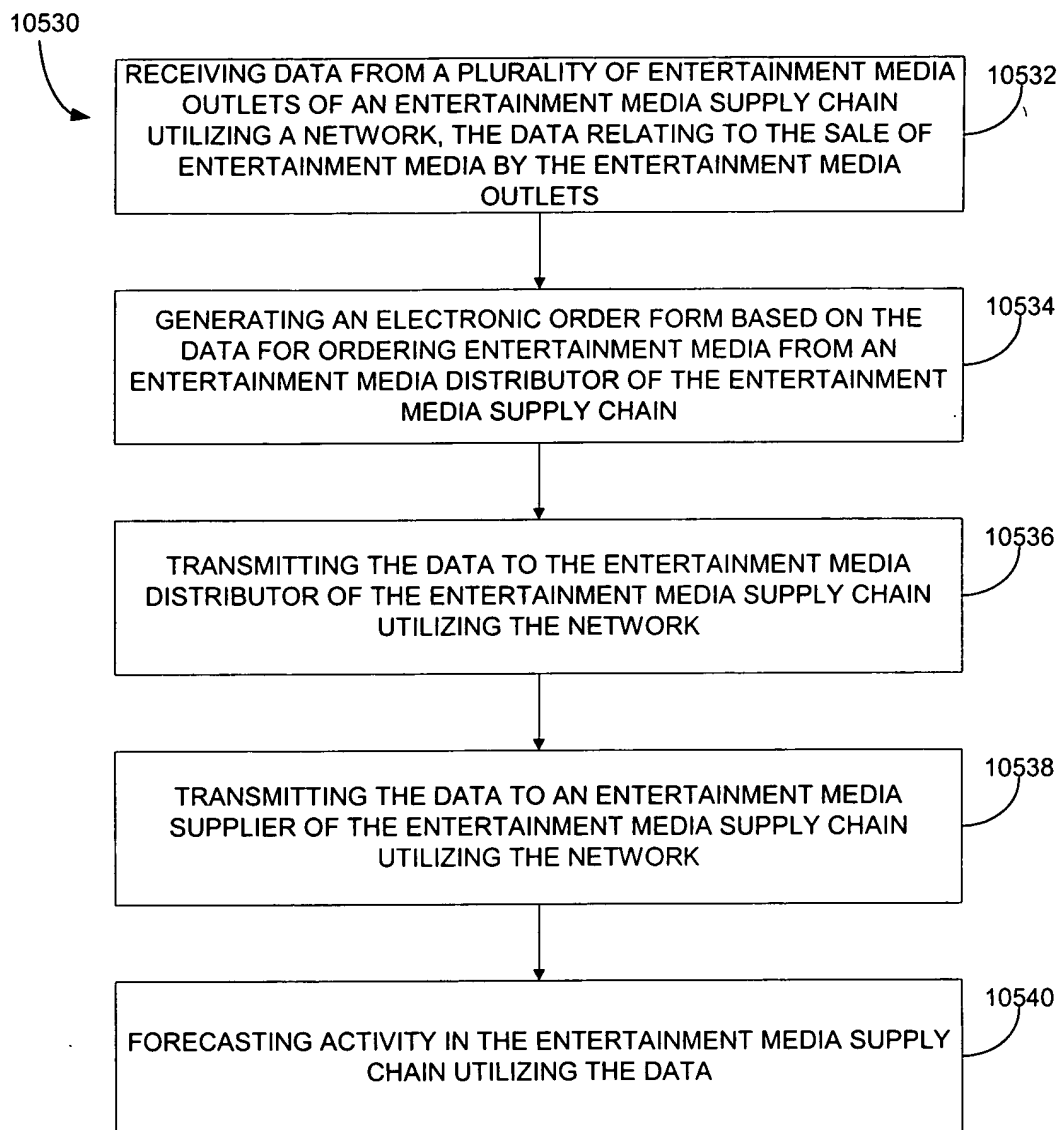 10530
RECEIVING DATA FROM A PLURALITY OF ENTERTAINMENT MEDIA
OUTLETS OF AN ENTERTAINMENT MEDIA SUPPLY CHAIN
UTILIZING A NETWORK, THE DATA RELATING TO THE SALE OF
ENTERTAINMENT MEDIA BY THE ENTERTAINMENT MEDIA
OUTLETS
10532
GENERATING AN ELECTRONIC ORDER FORM BASED ON THE
DATA FOR ORDERING ENTERTAINMENT MEDIA FROM AN
ENTERTAINMENT MEDIA DISTRIBUTOR OF THE ENTERTAINMENT
MEDIA SUPPLY CHAIN
10534
TRANSMITTING THE DATA TO THE ENTERTAINMENT MEDIA
DISTRIBUTOR OF THE ENTERTAINMENT MEDIA SUPPLY CHAIN
UTILIZING THE NETWORK
10536
TRANSMITTING THE DATA TO AN ENTERTAINMENT MEDIA
SUPPLIER OF THE ENTERTAINMENT MEDIA SUPPLY CHAIN
UTILIZING THE NETWORK
10538
FORECASTING ACTIVITY IN THE ENTERTAINMENT MEDIA SUPPLY
CHAIN UTILIZING THE DATA
10540